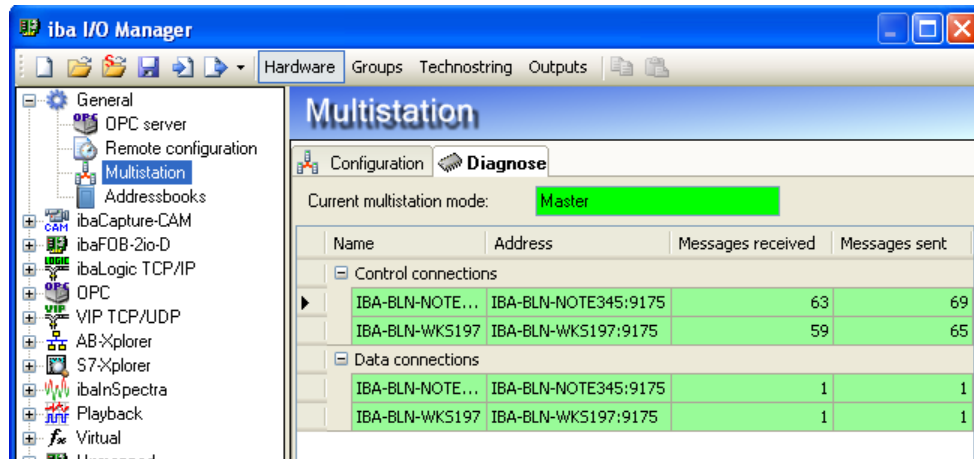 iba I/O Manager
Hardware Groups Technostring Outputs
General
OPC server
Remote configuration
Multistation
Addressbooks
ibaCapture-CAM
ibaFOB-2io-D
ibaLogic TCP/IP
OPC
VIP TCP/UDP
AB-Xplorer
S7-Xplorer
ibaInSpectra
Playback
Virtual
Multistation
Configuration Diagnose
Current multistation mode: Master
Name Address Messages received Messages sent
Control connections
IBA-BLN-NOTE... IBA-BLN-NOTE345:9175 63 69
IBA-BLN-WKS197 IBA-BLN-WKS197:9175 59 65
Data connections
IBA-BLN-NOTE... IBA-BLN-NOTE345:9175 1 1
IBA-BLN-WKS197 IBA-BLN-WKS197:9175 1 1